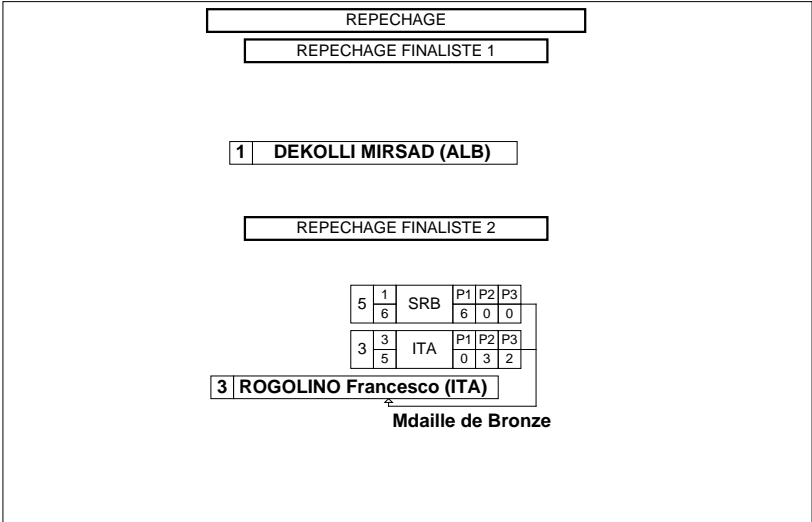 REPECHAGE
REPECHAGE FINALISTE 1
1 DEKOLLI MIRSAD (ALB)
REPECHAGE FINALISTE 2
5 1 SRB P1 P2 P3
6 6 0 0
3 3 ITA P1 P2 P3
5 0 3 2
3 ROGOLINO Francesco (ITA)
Mdaille de Bronze